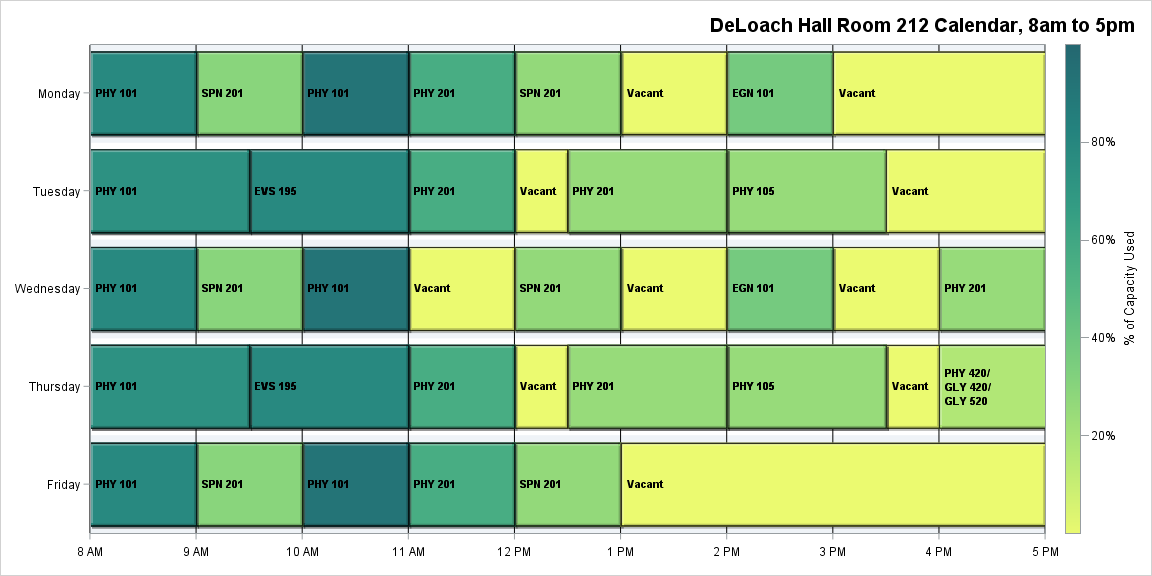 DeLoach Hall Room 212 Calendar, 8am to 5pm
Monday
PHY 101
SPN 201
PHY 101
PHY 201
SPN 201
Vacant
EGN 101
Vacant
Tuesday
PHY 101
EVS 195
PHY 201
Vacant
PHY 201
PHY 105
Vacant
Wednesday
PHY 101
SPN 201
PHY 101
Vacant
SPN 201
Vacant
EGN 101
Vacant
PHY 201
Thursday
PHY 101
EVS 195
PHY 201
Vacant
PHY 201
PHY 105
Vacant
PHY 420/
GLY 420/
GLY 520
Friday
PHY 101
SPN 201
PHY 101
PHY 201
SPN 201
Vacant
8 AM
9 AM
10 AM
11 AM
12 PM
1 PM
2 PM
3 PM
4 PM
5 PM
80%
60%
40%
20%
% of Capacity Used